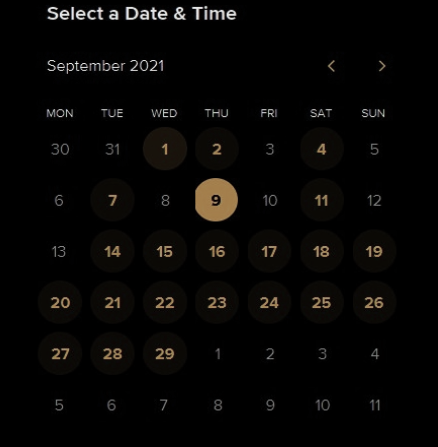 Select a Date & Time
September 2021
MON TUE WED THU FRI SAT SUN
30 31 1 2 3 4 5
6 7 8 9 10 11 12
13 14 15 16 17 18 19
20 21 22 23 24 25 26
27 28 29 1 2 3 4
5 6 7 8 9 10 11